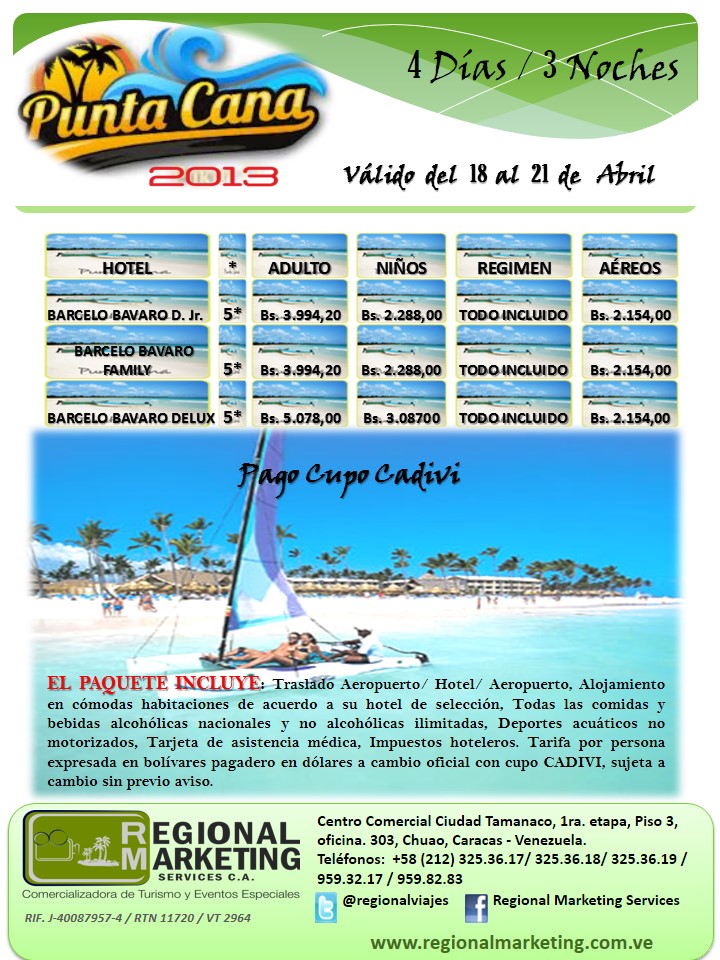 4 Días / 3 Noches
Punta Cana
2013
Válido del 18 al 21 de Abril
HOTEL * ADULTO NIÑOS REGIMEN AÉREOS
BARCELO BAVARO D. Jr. 5* Bs. 3.994,20 Bs. 2.288,00 TODO INCLUIDO Bs. 2.154,00
BARCELO BAVARO
FAMILY 5* Bs. 3.994,20 Bs. 2.288,00 TODO INCLUIDO Bs. 2.154,00
BARCELO BAVARO DELUX 5* Bs. 5.078,00 Bs. 3.08700 TODO INCLUIDO Bs. 2.154,00
Pago Cupo Cadivi
EL PAQUETE INCLUYE: Traslado Aeropuerto/ Hotel/ Aeropuerto, Alojamiento
en cómodas habitaciones de acuerdo a su hotel de selección, Todas las comidas y
bebidas alcohólicas nacionales y no alcohólicas ilimitadas, Deportes acuáticos no
motorizados, Tarjeta de asistencia médica, Impuestos hoteleros. Tarifa por persona
expresada en bolívares pagadero en dólares a cambio oficial con cupo CADIVI, sujeta a
cambio sin previo aviso.
REGIONAL
MARKETING
SERVICES C.A.
Comercializadora de Turismo y Eventos Especiales
RIF. J-40087957-4 / RTN 11720 / VT 2964
Centro Comercial Ciudad Tamanaco, 1ra. etapa, Piso 3,
oficina. 303, Chuao, Caracas - Venezuela.
Teléfonos: +58 (212) 325.36.17/ 325.36.18/ 325.36.19 /
959.32.17 / 959.82.83
@regionalviajes Regional Marketing Services
www.regionalmarketing.com.ve